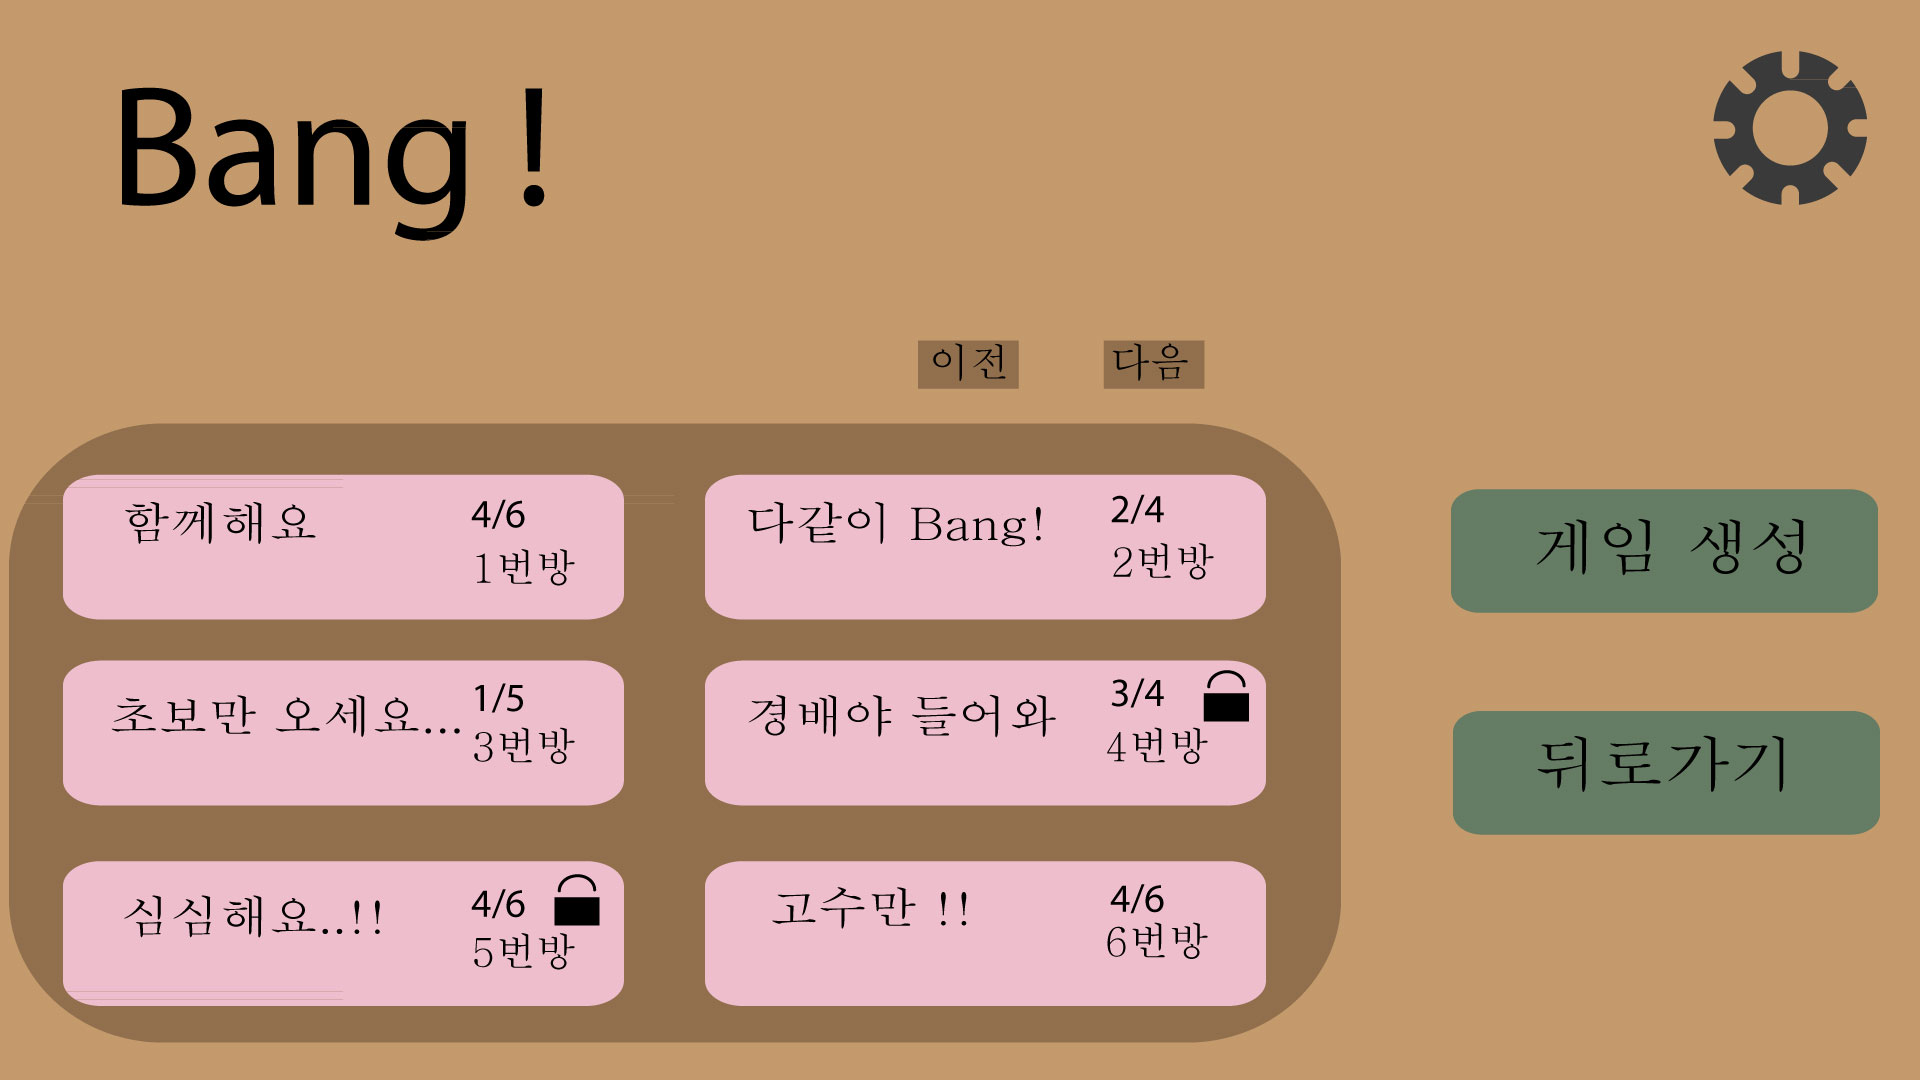 Bang !
이전
다음
함께해요
4/6
1번방
다같이 Bang!
2/4
2번방
게임 생성
초보만 오세요...
1/5
3번방
경배야 들어와
3/4
4번방
뒤로가기
심심해요..!!
4/6
5번방
고수만 !!
4/6
6번방